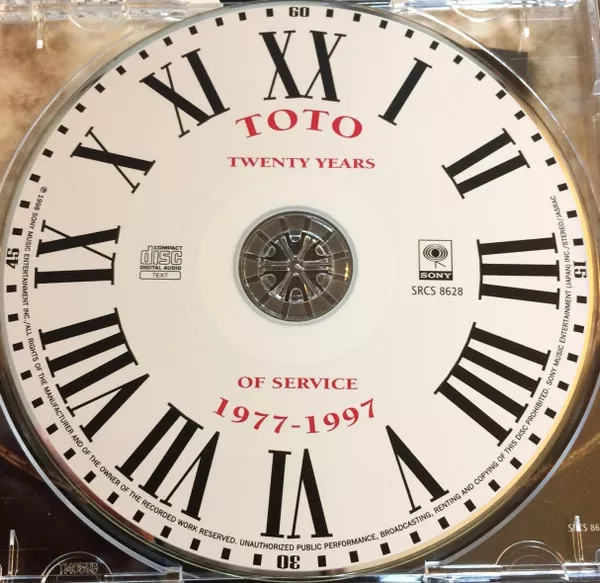 60
XX
I
II
III
IIII
V
VI
VII
VIII
IX
X
XI
15
30
45
TOTO
TWENTY YEARS
COMPACT
disc
DIGITAL AUDIO
TEXT
SONY
SRCS 8628
OF SERVICE
1977-1997
℗ 1998 SONY MUSIC ENTERTAINMENT INC./ALL RIGHTS OF THE MANUFACTURER AND OF THE OWNER OF THE RECORDED WORK RESERVED. UNAUTHORIZED PUBLIC PERFORMANCE, BROADCASTING, RENTING AND COPYING OF THIS DISC PROHIBITED. SONY MUSIC ENTERTAINMENT (JAPAN) INC./STEREO/JASRAC